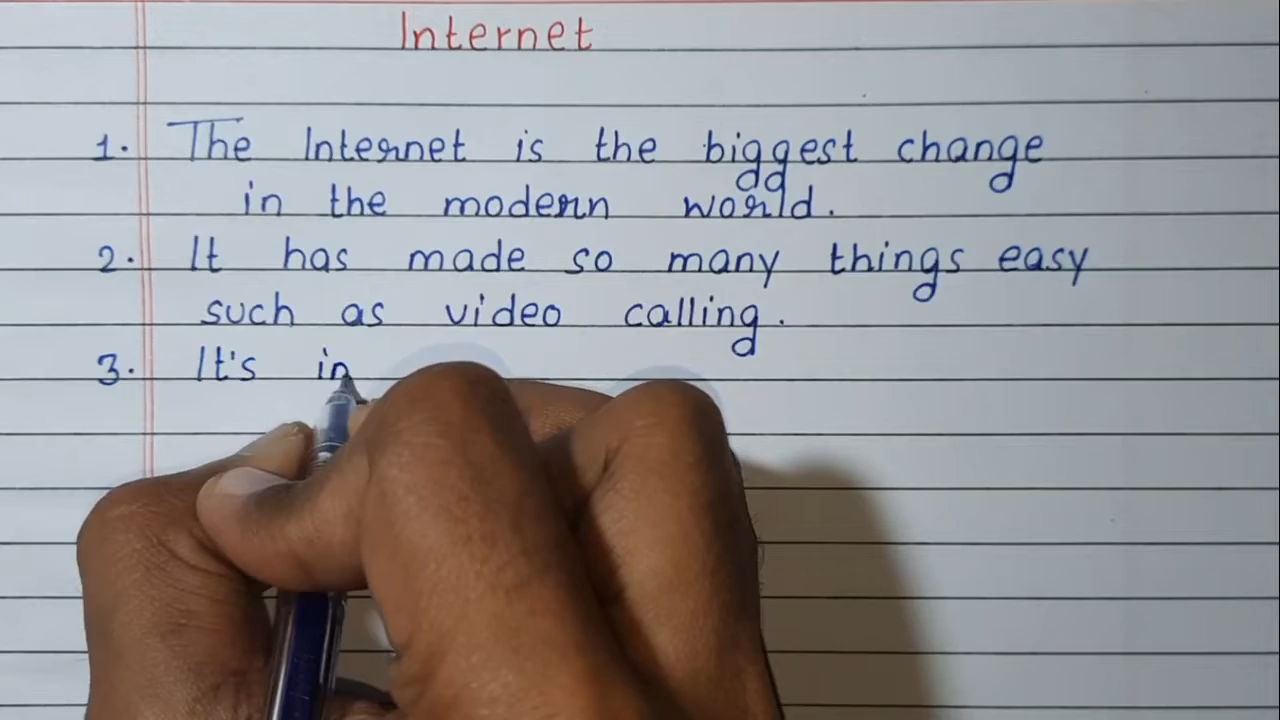 Internet
1. The Internet is the biggest change
in the modern world.
2. It has made so many things easy
such as video calling.
3. It's in